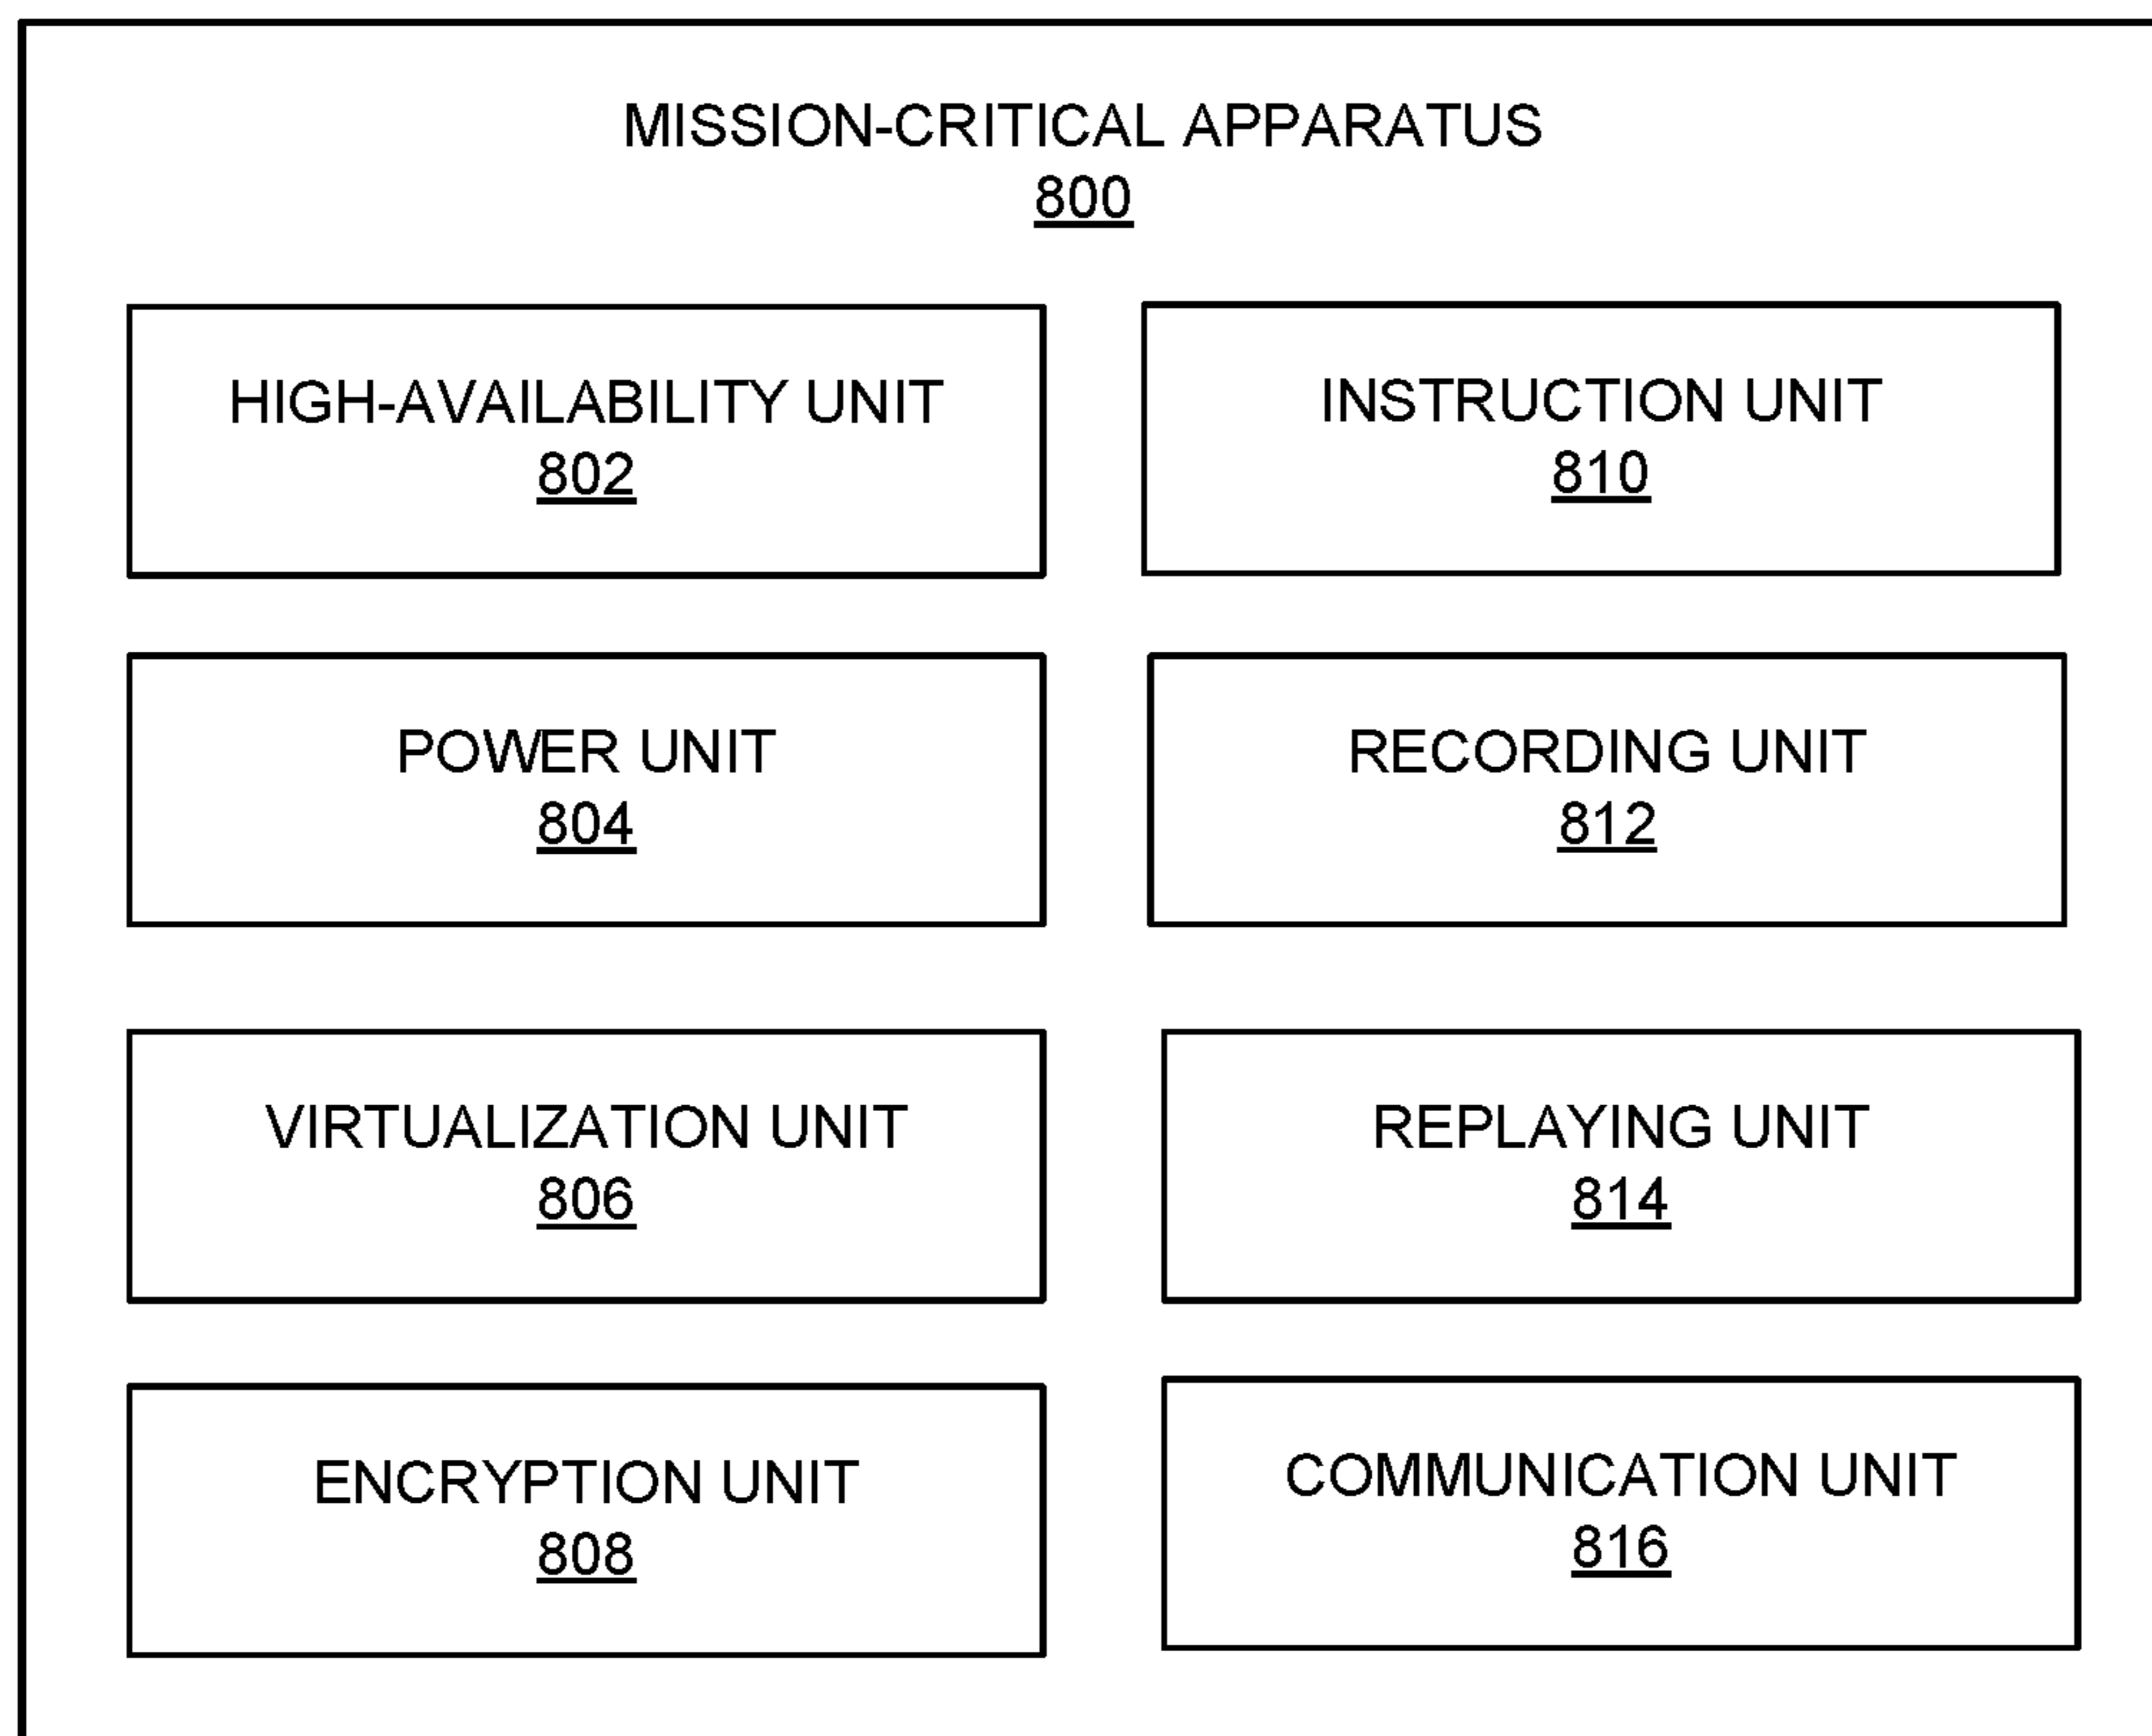 MISSION-CRITICAL APPARATUS
800
HIGH-AVAILABILITY UNIT
802
INSTRUCTION UNIT
810
POWER UNIT
804
RECORDING UNIT
812
VIRTUALIZATION UNIT
806
REPLAYING UNIT
814
ENCRYPTION UNIT
808
COMMUNICATION UNIT
816